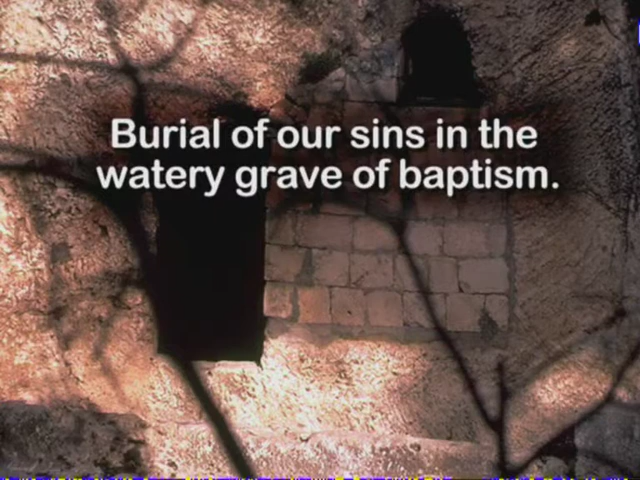 Burial of our sins in the
watery grave of baptism.